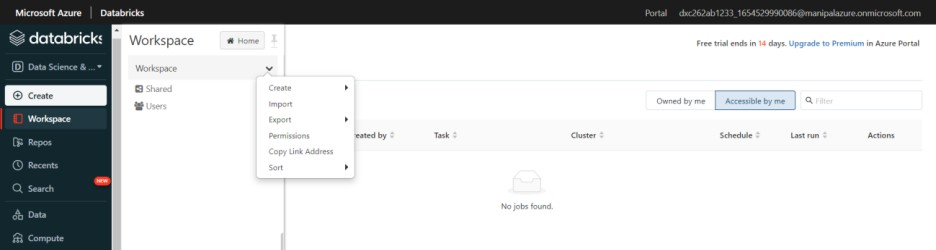 Microsoft Azure | Databricks
Portal dxc262ab1233_1654529990086@manipalazure.onmicrosoft.com
databricks
Data Science & ...
Create
Workspace
Repos
Recents
Search
NEW
Data
Compute
Workspace
Home
Workspace
Shared
Users
Create
Import
Export
Permissions
Copy Link Address
Sort
Free trial ends in 14 days. Upgrade to Premium in Azure Portal
Owned by me
Accessible by me
Filter
reated by Task Cluster Schedule Last run Actions
No jobs found.